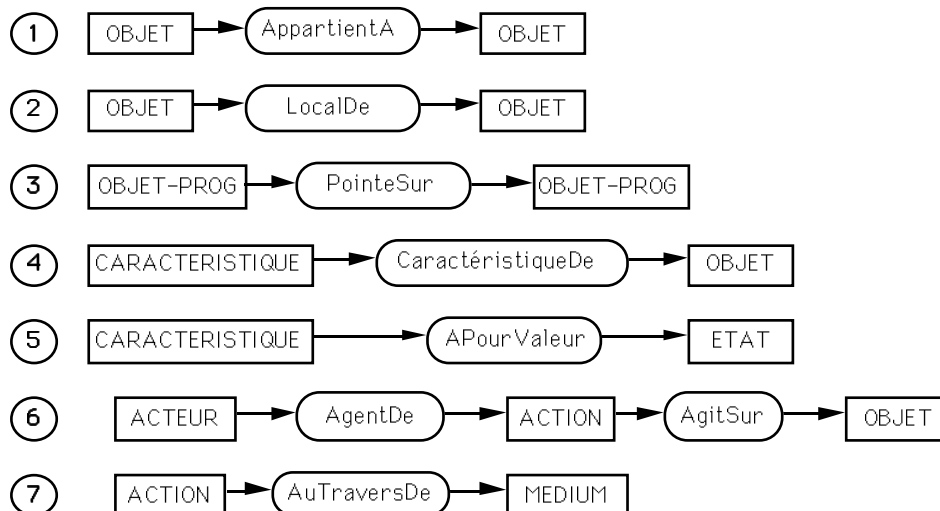 1 OBJET AppartientA OBJET
2 OBJET LocalDe OBJET
3 OBJET-PROG PointeSur OBJET-PROG
4 CARACTERISTIQUE CaractéristiqueDe OBJET
5 CARACTERISTIQUE APourValeur ETAT
6 ACTEUR AgentDe ACTION AgitSur OBJET
7 ACTION AuTraversDe MEDIUM